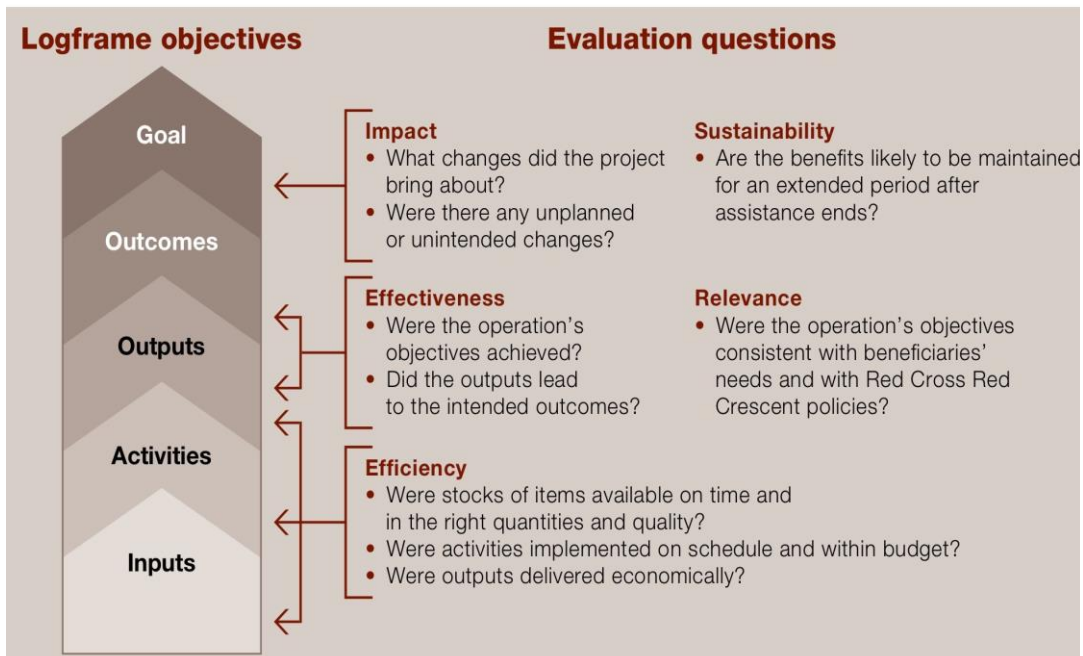 Logframe objectives
Evaluation questions
Goal
Outcomes
Outputs
Activities
Inputs
Impact
• What changes did the project
bring about?
• Were there any unplanned
or unintended changes?
Sustainability
• Are the benefits likely to be maintained
for an extended period after
assistance ends?
Effectiveness
• Were the operation’s
objectives achieved?
• Did the outputs lead
to the intended outcomes?
Relevance
• Were the operation’s objectives
consistent with beneficiaries’
needs and with Red Cross Red
Crescent policies?
Efficiency
• Were stocks of items available on time and
in the right quantities and quality?
• Were activities implemented on schedule and within budget?
• Were outputs delivered economically?